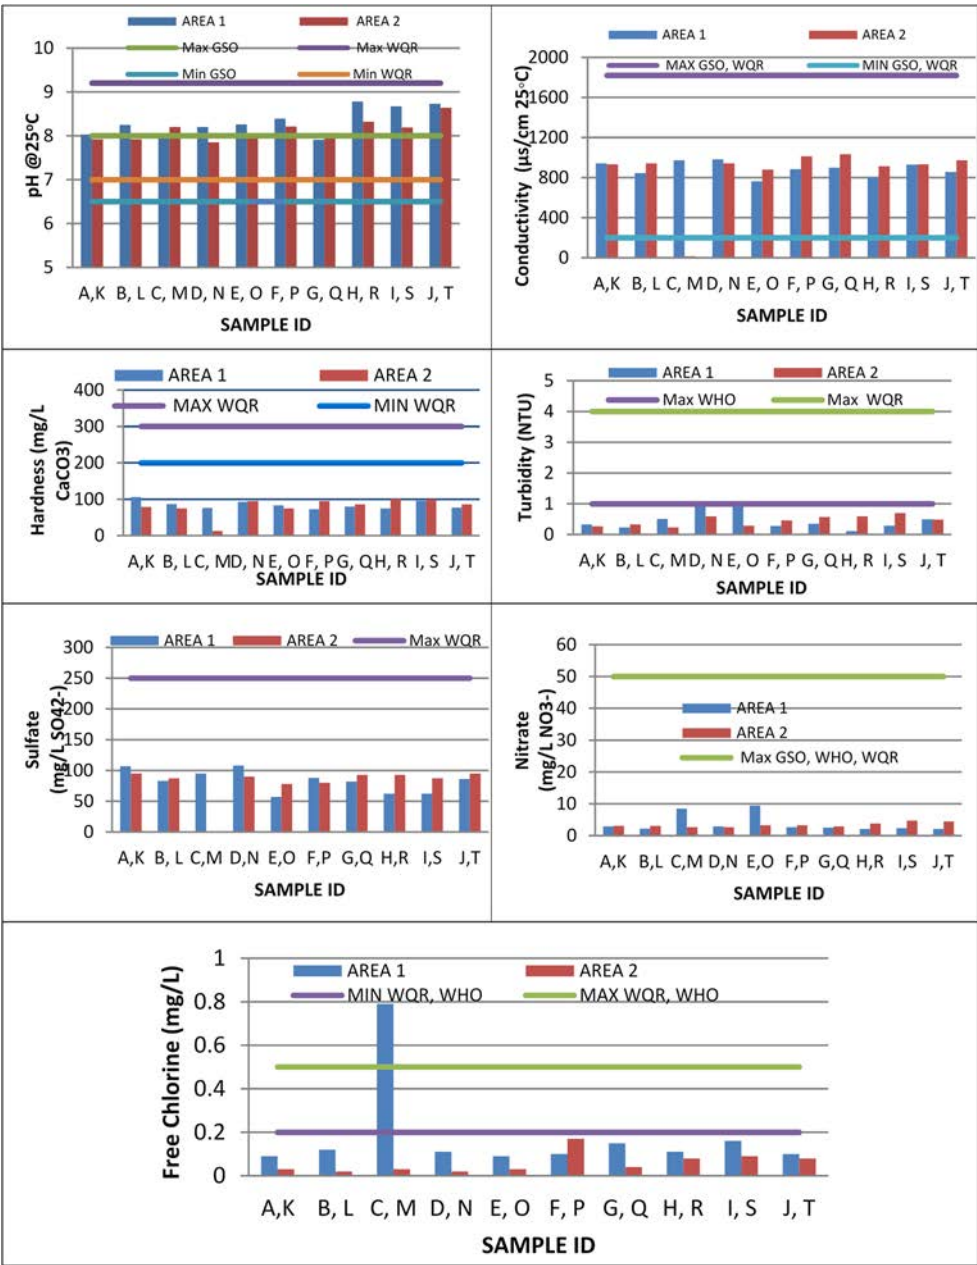 AREA 1 AREA 2
Max GSO Max WQR
Min GSO Min WQR
10
9
8
7
6
5
pH @25°C
A,K B, L C, M D, N E, O F, P G, Q H, R I, S J, T
SAMPLE ID
AREA 1 AREA 2
MAX GSO, WQR MIN GSO, WQR
2000
1600
1200
800
400
0
Conductivity (µs/cm 25°C)
A,K B, L C, M D, N E, O F, P G, Q H, R I, S J, T
SAMPLE ID
AREA 1 AREA 2
MAX WQR MIN WQR
400
300
200
100
0
Hardness (mg/L
CaCO3)
A,K B, L C, M D, N E, O F, P G, Q H, R I, S J, T
SAMPLE ID
AREA 1 AREA 2
Max WHO Max WQR
5
4
3
2
1
0
Turbidity (NTU)
A,K B, L C, M D, N E, O F, P G, Q H, R I, S J, T
SAMPLE ID
AREA 1 AREA 2 Max WQR
300
250
200
150
100
50
0
Sulfate
(mg/L SO42-)
A,K B, L C,M D,N E,O F,P G,Q H,R I,S J,T
SAMPLE ID
60
50
40
30
20
10
0
Nitrate
(mg/L NO3-)
AREA 1
AREA 2
Max GSO, WHO, WQR
A,K B,L C,M D,N E,O F,P G,Q H,R I,S J,T
SAMPLE ID
AREA 1 AREA 2
MIN WQR, WHO MAX WQR, WHO
1
0.8
0.6
0.4
0.2
0
Free Chlorine (mg/L)
A,K B, L C, M D, N E, O F, P G, Q H, R I, S J, T
SAMPLE ID